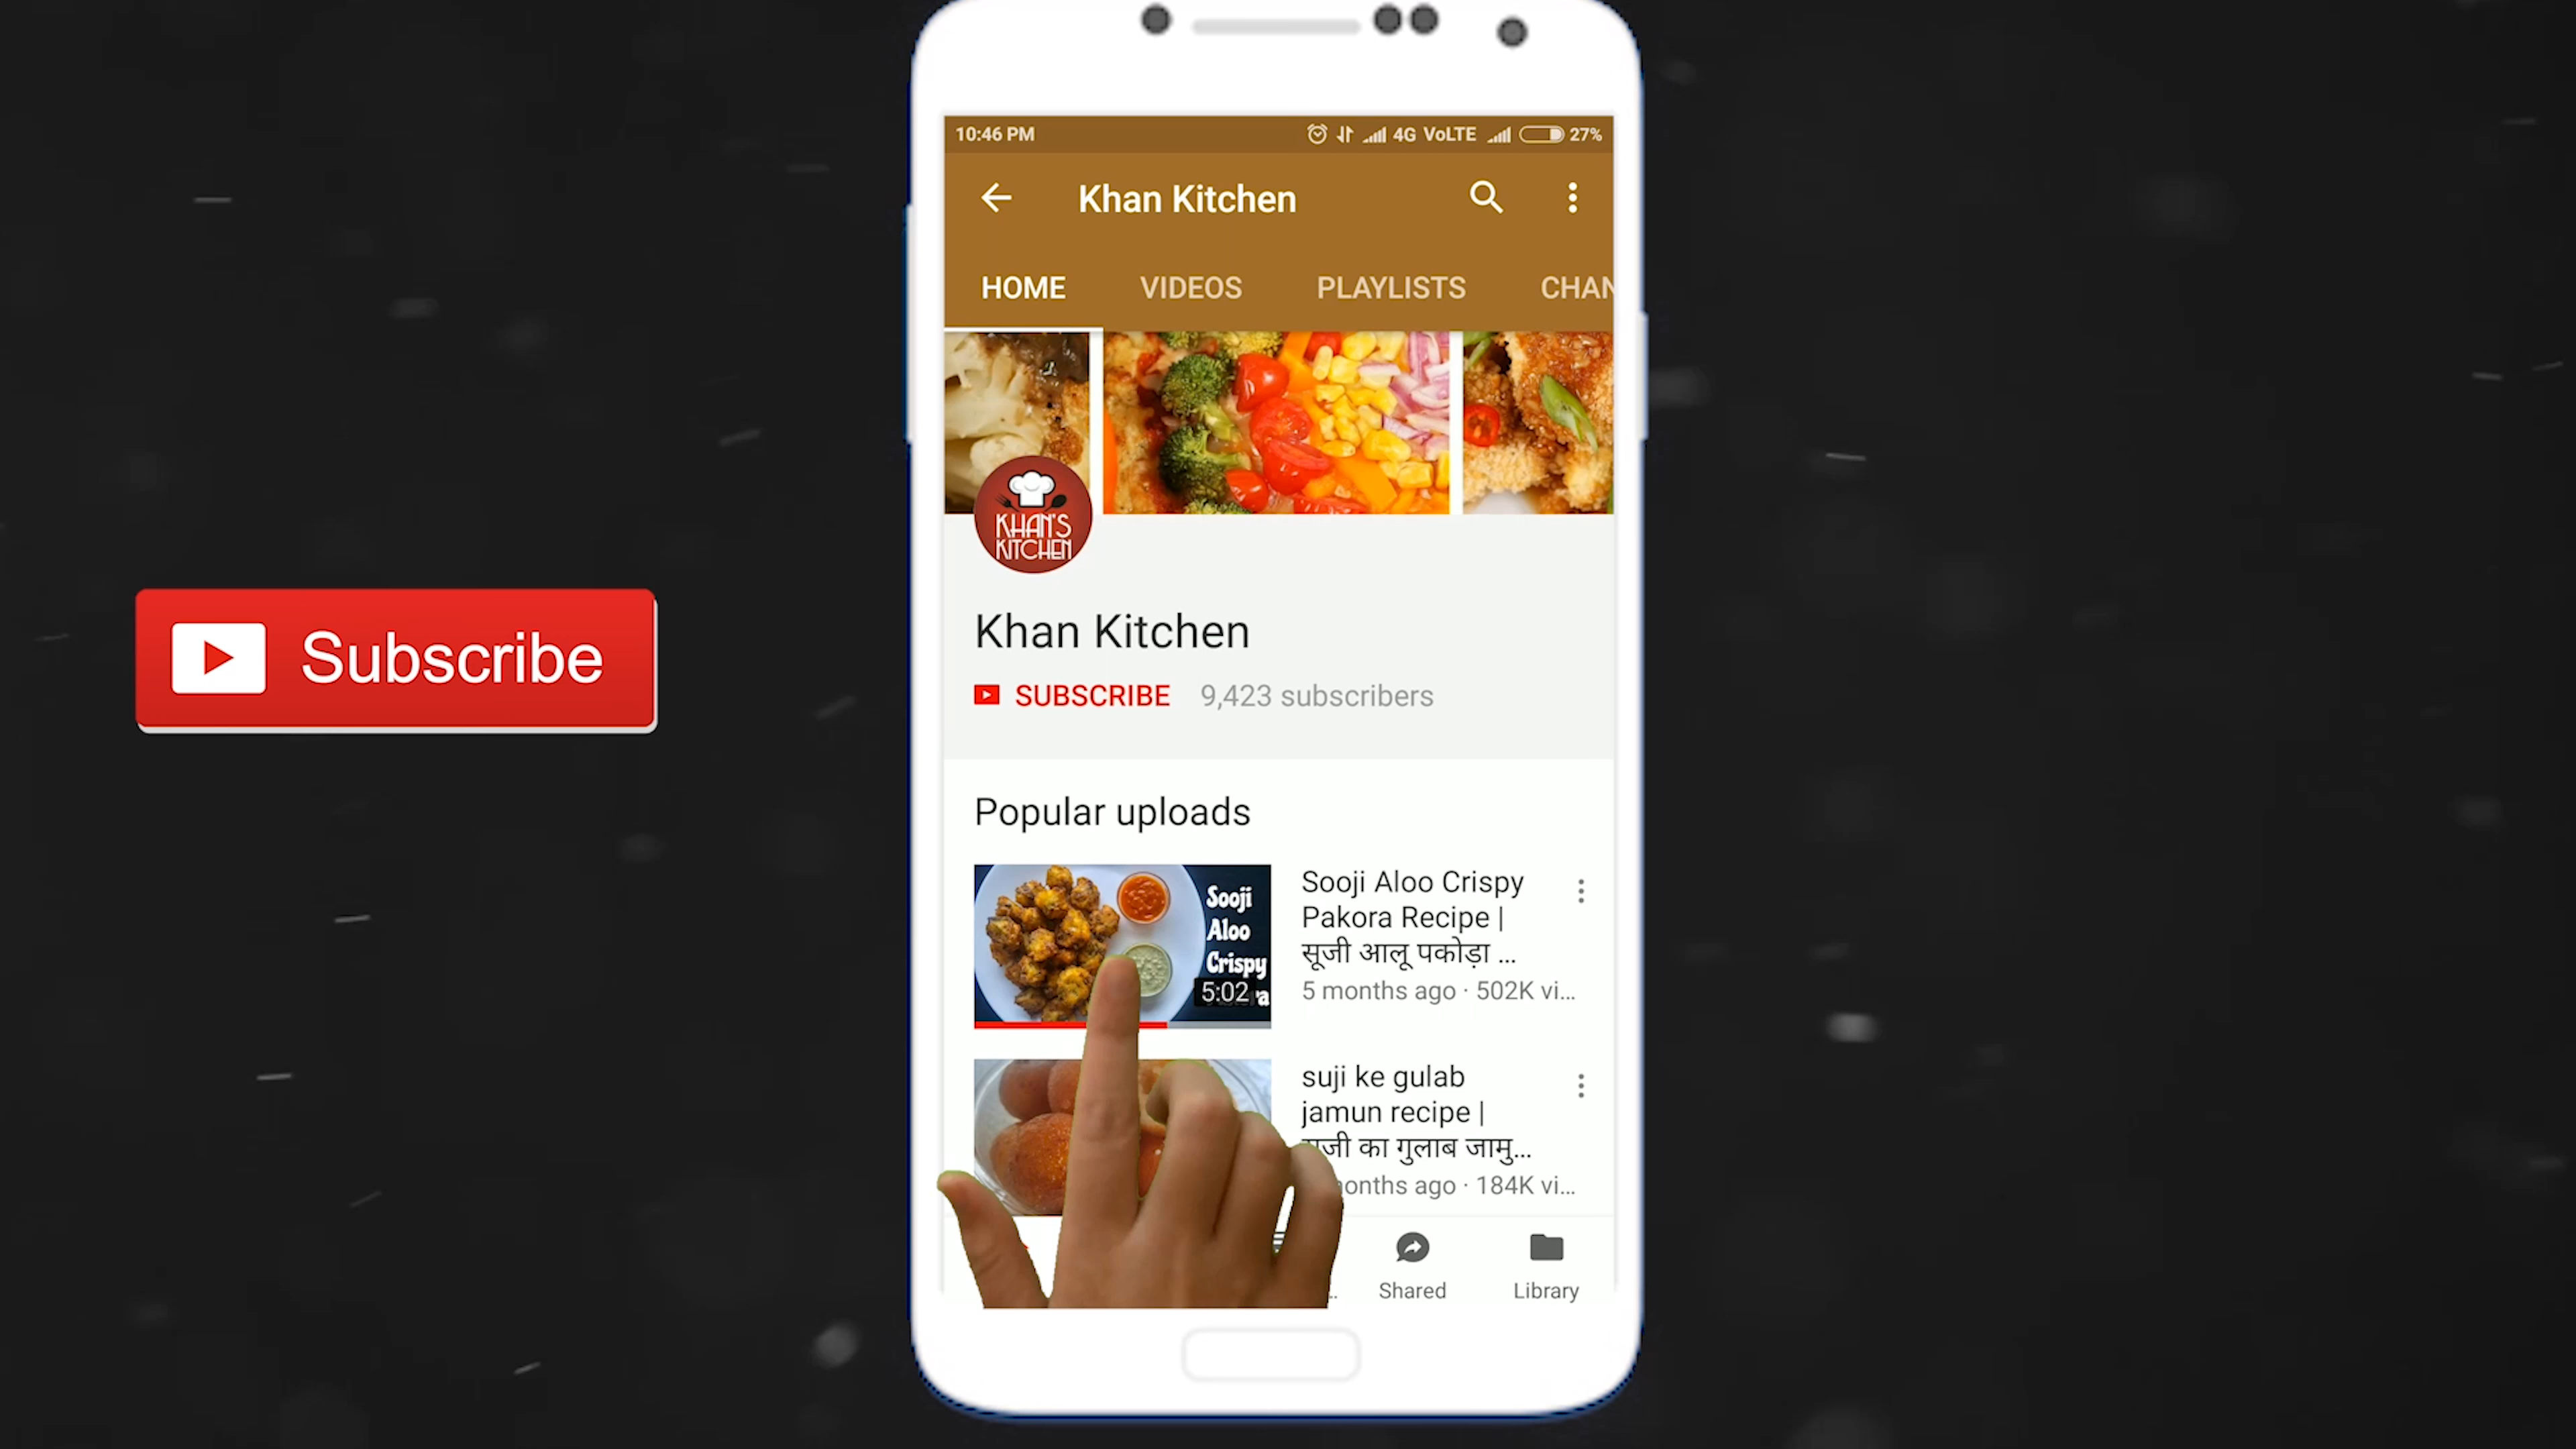 10:46 PM
4G VoLTE
27%
Khan Kitchen
HOME VIDEOS PLAYLISTS CHAN
KHAN'S
KITCHEN
Khan Kitchen
SUBSCRIBE 9,423 subscribers
Subscribe
Popular uploads
Sooji
Aloo
Crispy
5:02
Sooji Aloo Crispy
Pakora Recipe |
सूजी आलू पकोड़ा ...
5 months ago · 502K vi...
suji ke gulab
jamun recipe |
का गुलाब जामु...
months ago · 184K vi...
Shared
Library